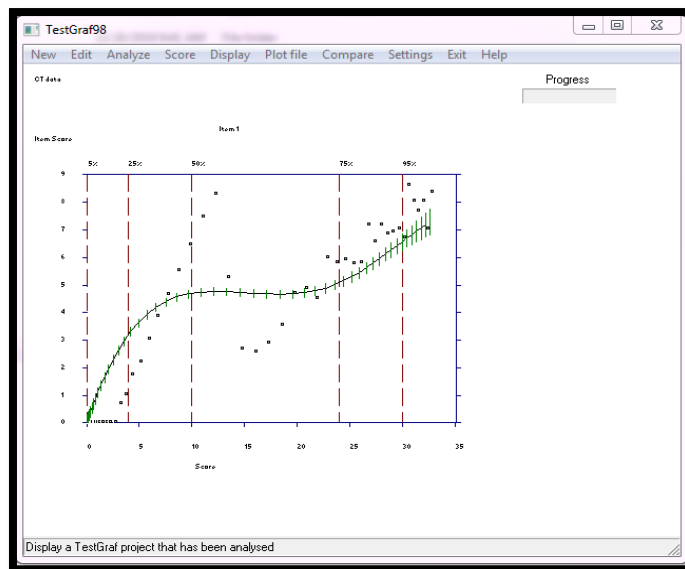 TestGraf98
New Edit Analyze Score Display Plot file Compare Settings Exit Help
CT data
Progress
Item 1
Item Score
5% 25% 50% 75% 95%
9
8
7
6
5
4
3
2
1
0
0 5 10 15 20 25 30 35
Score
Display a TestGraf project that has been analysed